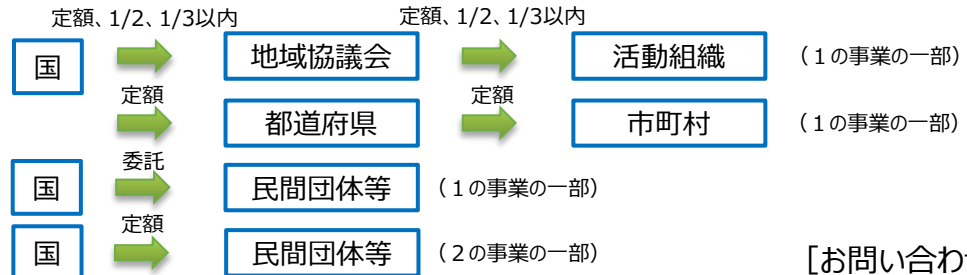 定額、1/2、1/3以内 定額、1/2、1/3以内
国 地域協議会 活動組織 （１の事業の一部）
定額 定額
都道府県 市町村 （１の事業の一部）
委託
国 民間団体等 （１の事業の一部）
定額
国 民間団体等 （２の事業の一部）
［お問い合わ